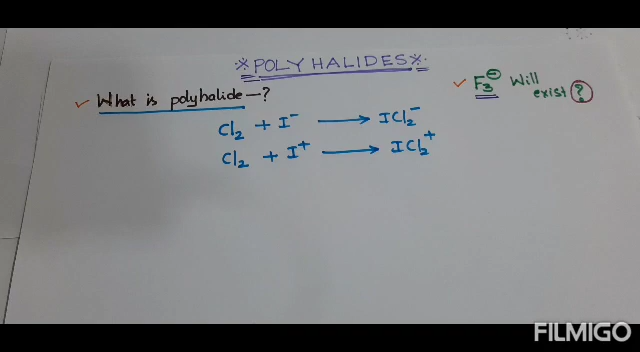 * POLY HALIDES *
✓ What is polyhalide —?
Cl₂ + I⁻ ⟶ ICl₂⁻
Cl₂ + I⁺ ⟶ ICl₂⁺
✓ F₃⊖ Will
exist ?
FILMIGO